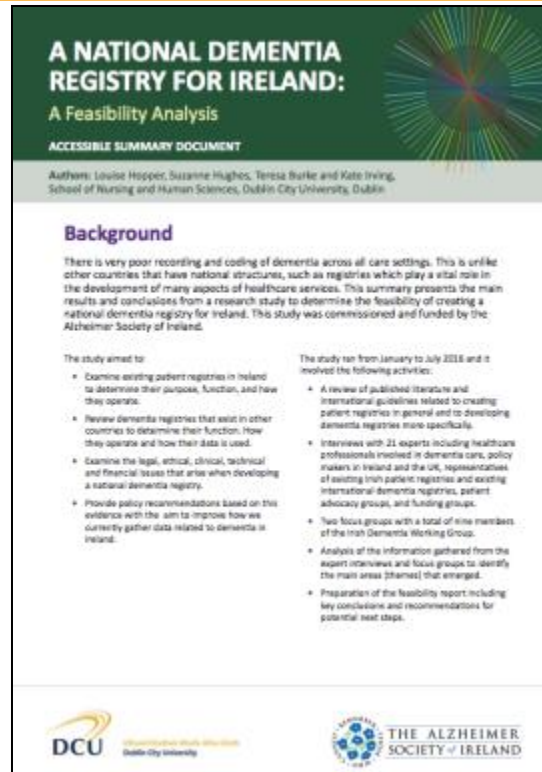 A NATIONAL DEMENTIA
REGISTRY FOR IRELAND:
A Feasibility Analysis
ACCESSIBLE SUMMARY DOCUMENT
Authors: Louise Hopper, Suzanne Hughes, Teresa Burke and Kate Irving,
School of Nursing and Human Sciences, Dublin City University, Dublin
Background
There is very poor recording and coding of dementia across all care settings. This is unlike
other countries that have national structures, such as registries which play a vital role in
the development of many aspects of healthcare services. This summary presents the main
results and conclusions from a research study to determine the feasibility of creating a
national dementia registry for Ireland. This study was commissioned and funded by the
Alzheimer Society of Ireland.
The study aimed to
• Examine existing patient registries in Ireland
to determine their purpose, function, and how
they operate.
• Review dementia registries that exist in other
countries to determine their function. How
they operate and how their data is used.
• Examine the legal, ethical, clinical, technical
and financial issues that arise when developing
a national dementia registry.
• Provide policy recommendations based on this
evidence with the aim to improve how we
currently gather data related to dementia in
Ireland.
The study ran from January to July 2016 and it
involved the following activities:
• A review of published literature and
international guidelines related to creating
patient registries in general and to developing
dementia registries more specifically.
• Interviews with 21 experts including healthcare
professionals involved in dementia care, policy
makers in Ireland and the UK, representatives
of existing Irish patient registries and existing
international dementia registries, patient
advocacy groups, and funding groups.
• Two focus groups with a total of nine members
of the Irish Dementia Working Group.
• Analysis of the information gathered from the
expert interviews and focus groups to identify
the main areas (themes) that emerged.
• Preparation of the feasibility report including
key conclusions and recommendations for
potential next steps.
DCU
Dublin City University
THE ALZHEIMER
SOCIETY of IRELAND